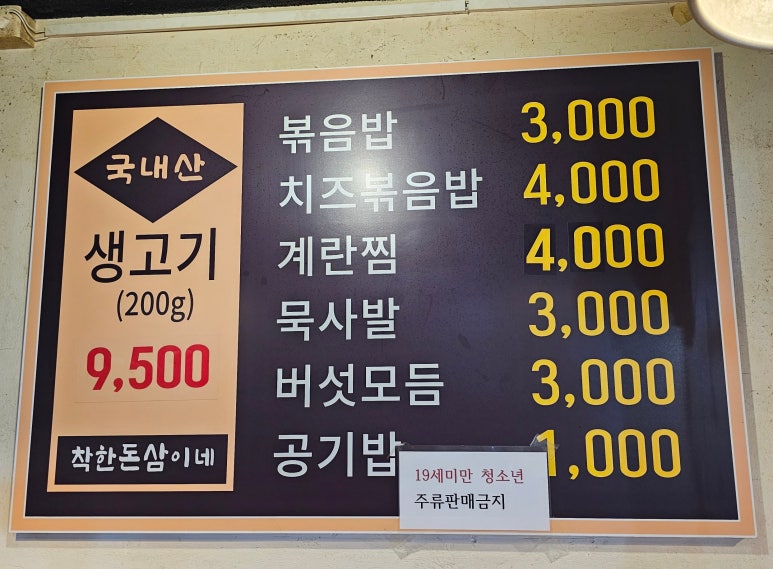 국내산
생고기
(200g)
9,500
착한돈삼이네
볶음밥 3,000
치즈볶음밥 4,000
계란찜 4,000
묵사발 3,000
버섯모듬 3,000
공기밥 1,000
19세미만 청소년
주류판매금지